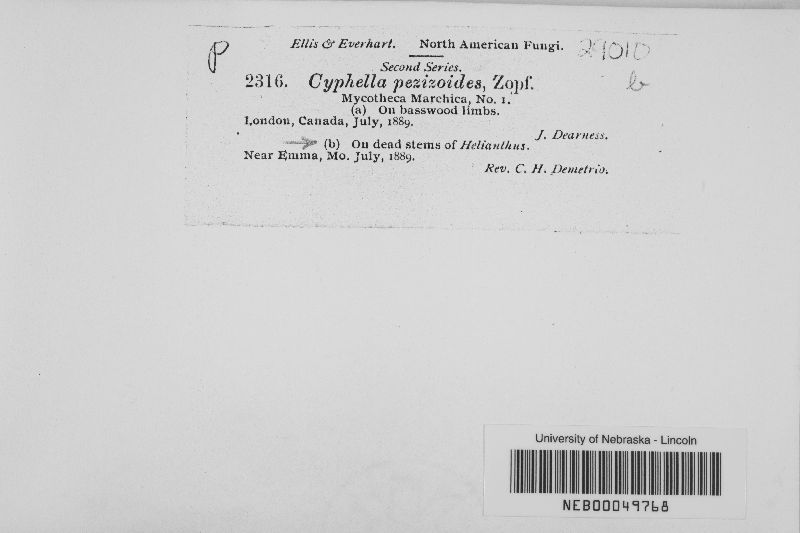 P
Ellis & Everhart. North American Fungi.
29010
b
Second Series.
2316. Cyphella pezizoides, Zopf.
Mycotheca Marchica, No. 1.
(a) On basswood limbs.
London, Canada, July, 1889.
J. Dearness.
(b) On dead stems of Helianthus.
Near Emma, Mo. July, 1889.
Rev. C. H. Demetrio.
University of Nebraska - Lincoln
NEB00049768